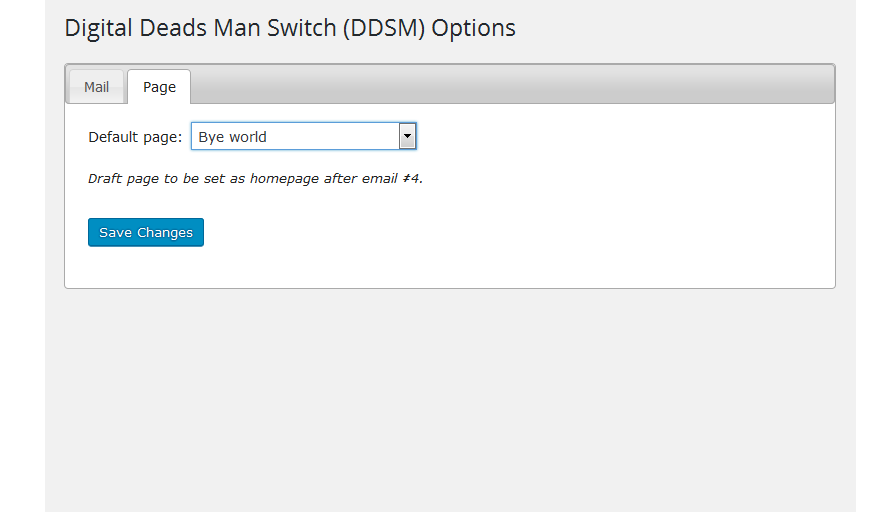 Digital Deads Man Switch (DDSM) Options
Mail Page
Default page: Bye world
Draft page to be set as homepage after email #4.
Save Changes